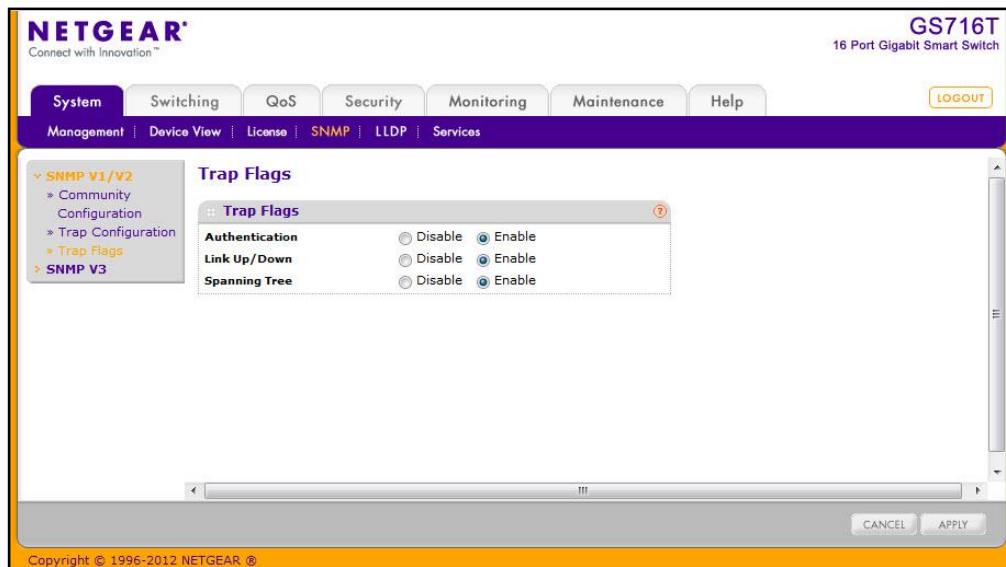 NETGEAR®
Connect with Innovation™
GS716T
16 Port Gigabit Smart Switch
System Switching QoS Security Monitoring Maintenance Help LOGOUT
Management | Device View | License | SNMP | LLDP | Services
SNMP V1/V2
» Community
Configuration
» Trap Configuration
» Trap Flags
SNMP V3
Trap Flags
Trap Flags ?
Authentication Disable Enable
Link Up/Down Disable Enable
Spanning Tree Disable Enable
CANCEL APPLY
Copyright © 1996-2012 NETGEAR ®